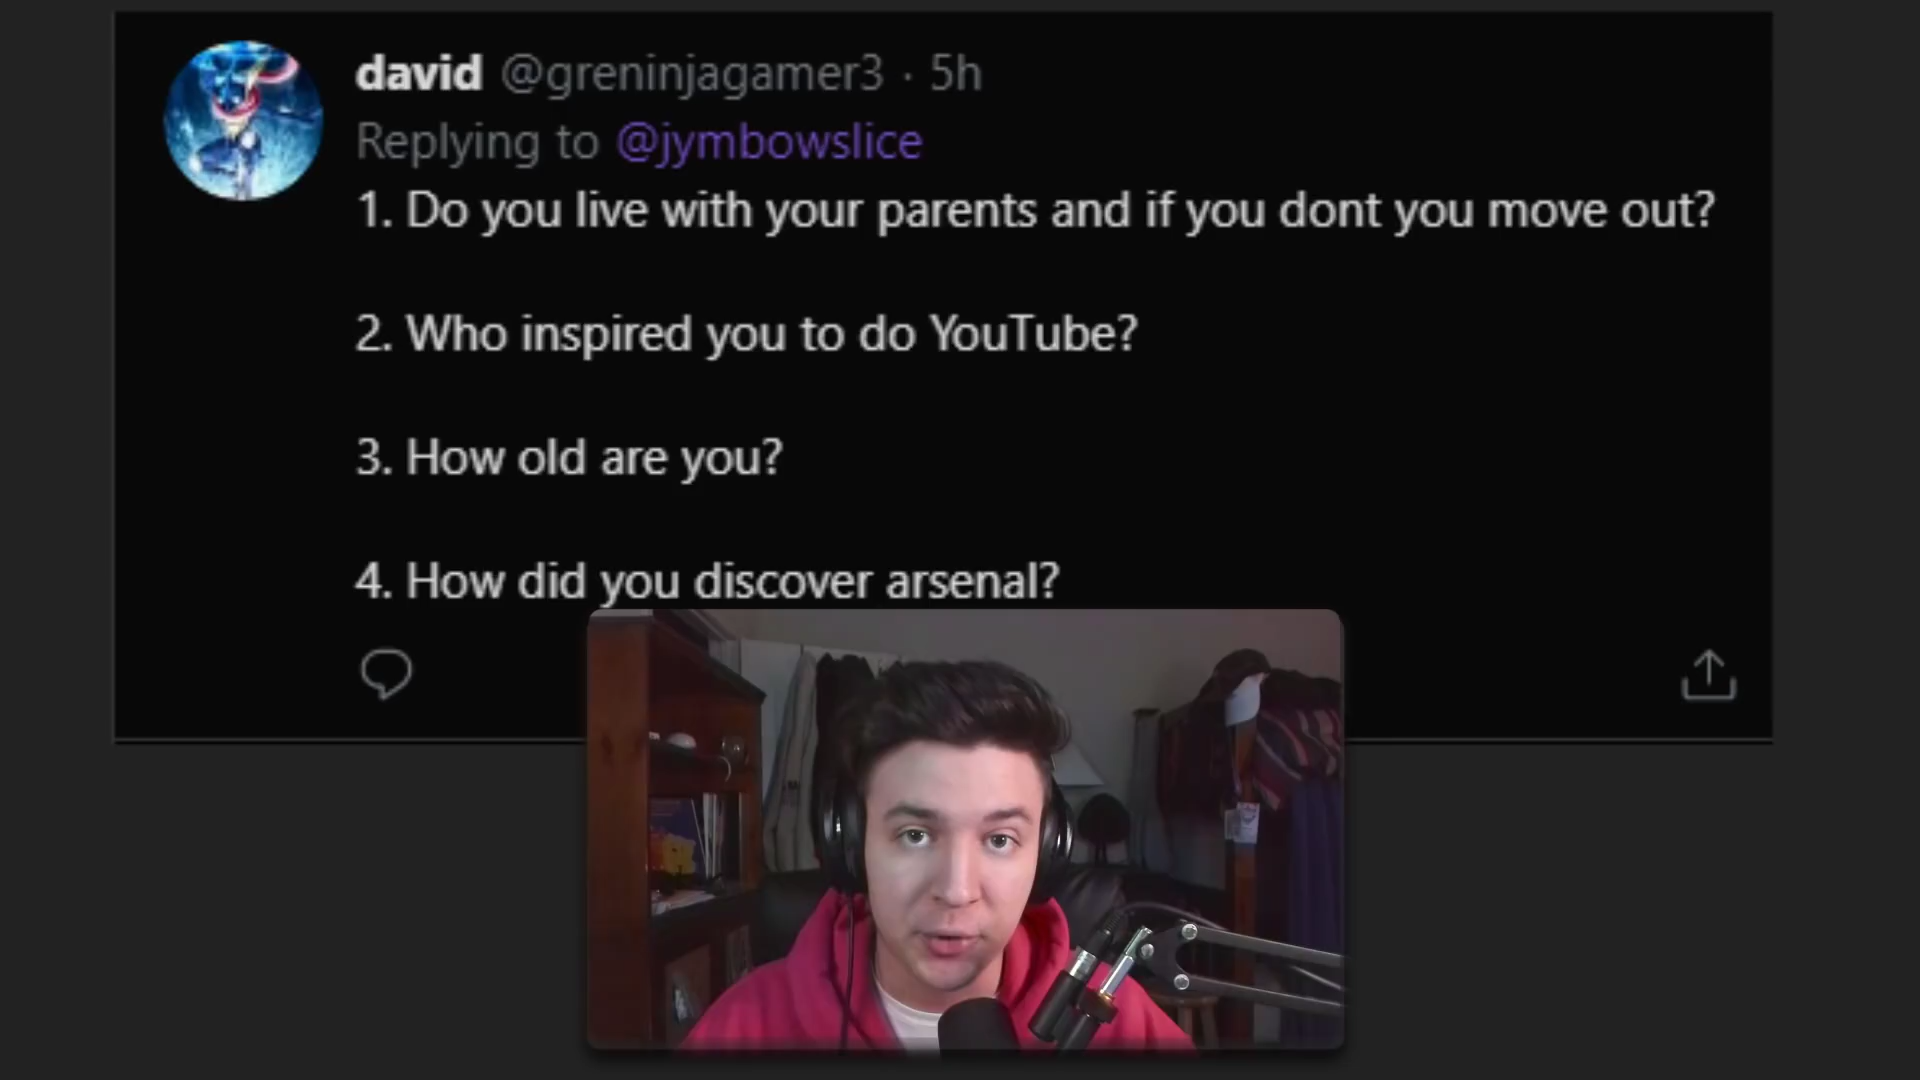 david @greninjagamer3 · 5h
Replying to @jymbowslice
1. Do you live with your parents and if you dont you move out?
2. Who inspired you to do YouTube?
3. How old are you?
4. How did you discover arsenal?